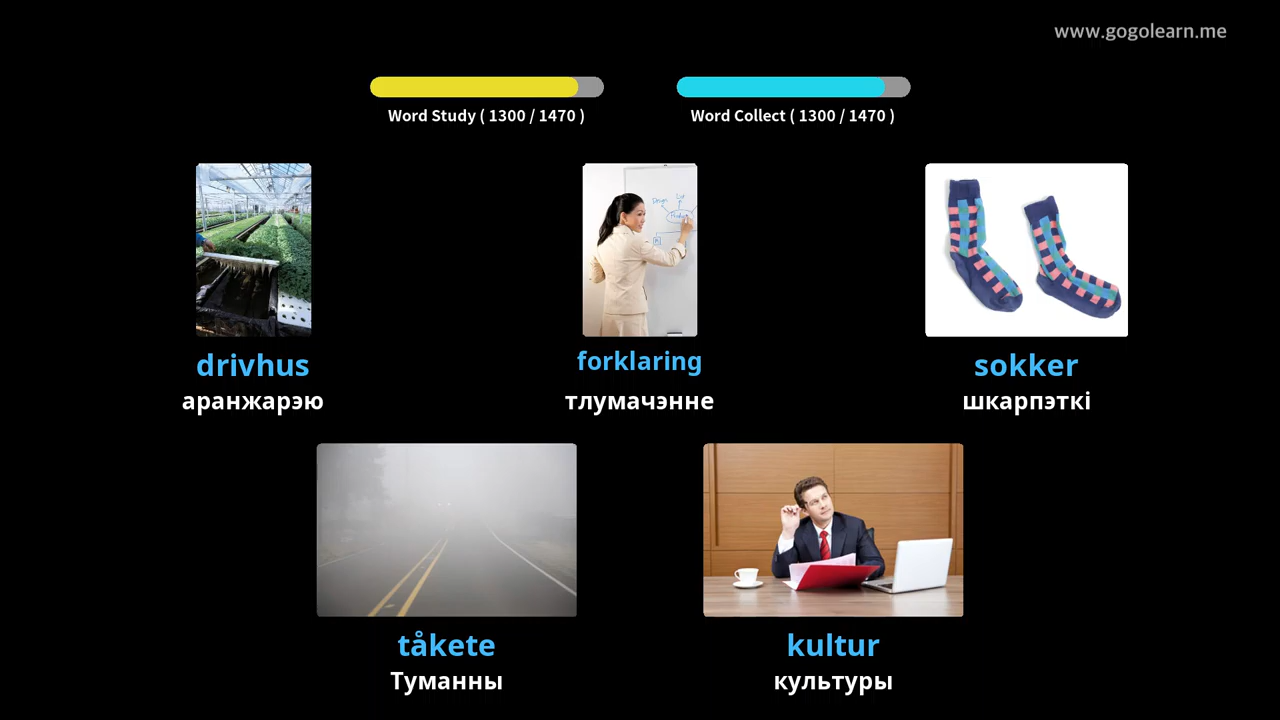 www.gogolearn.me
Word Study ( 1300 / 1470 )
Word Collect ( 1300 / 1470 )
drivhus
аранжарэю
forklaring
тлумачэнне
sokker
шкарпэткі
tåkete
Туманны
kultur
культуры